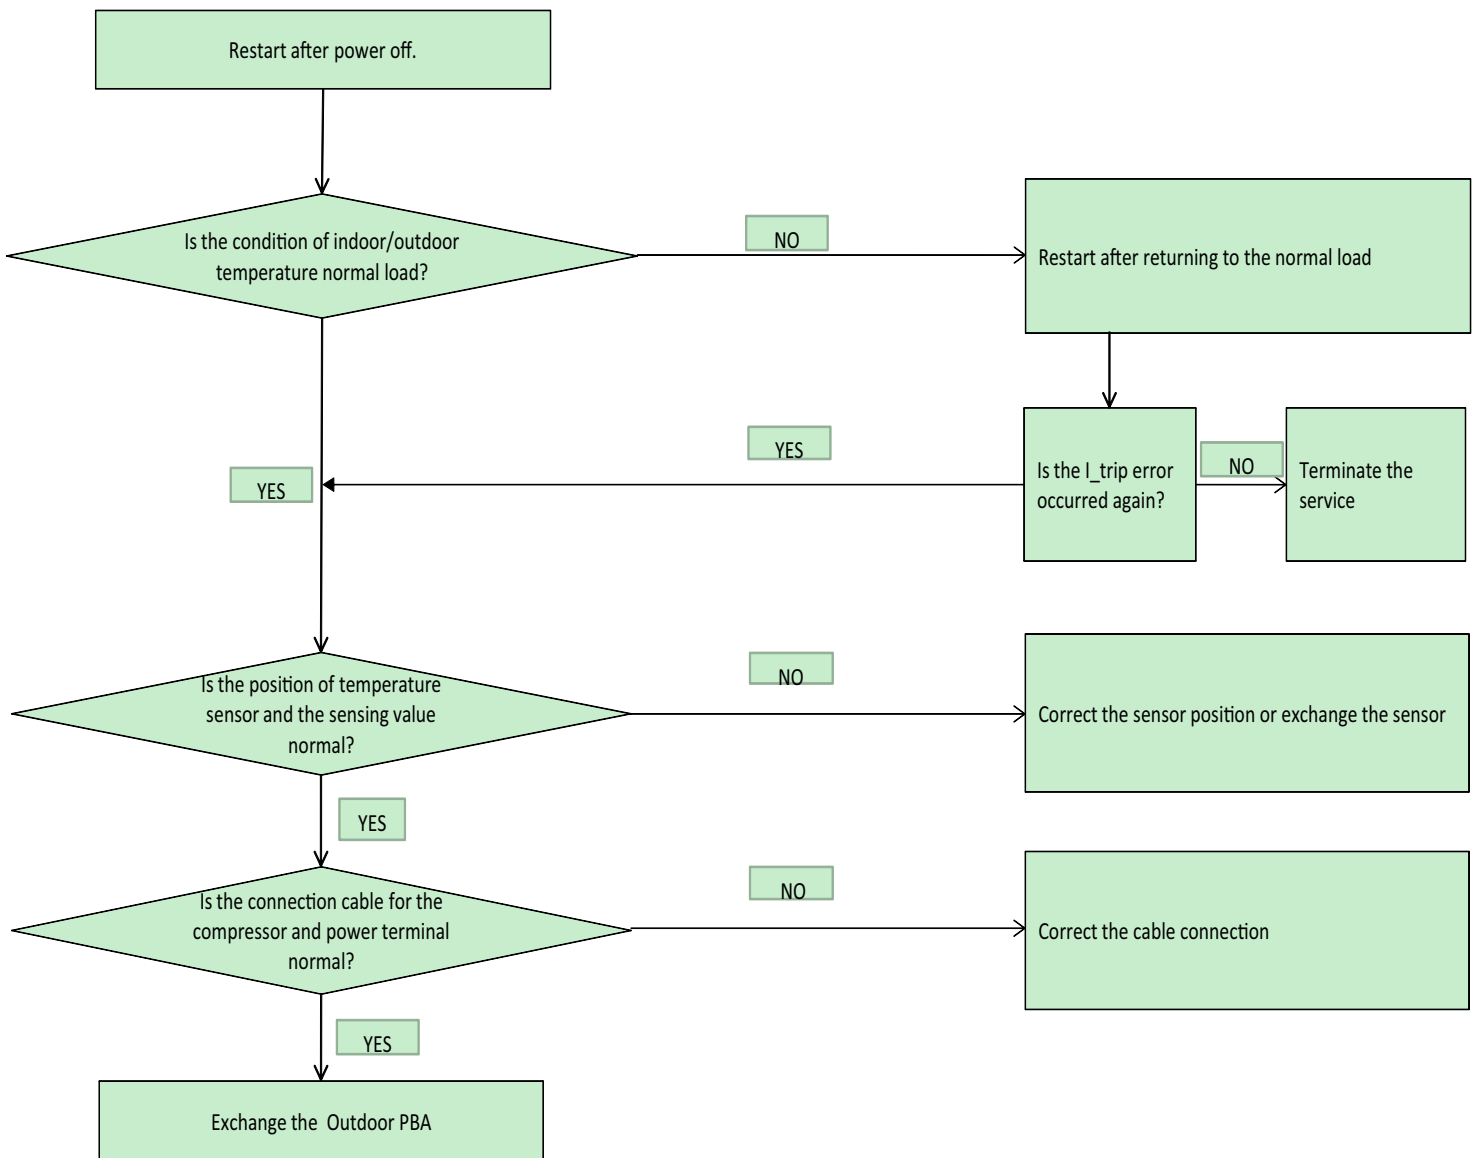 Restart after power off.
Is the condition of indoor/outdoor
temperature normal load?
NO
Restart after returning to the normal load
YES
YES
Is the I_trip error
occurred again?
NO
Terminate the
service
Is the position of temperature
sensor and the sensing value
normal?
NO
Correct the sensor position or exchange the sensor
YES
Is the connection cable for the
compressor and power terminal
normal?
NO
Correct the cable connection
YES
Exchange the  Outdoor PBA